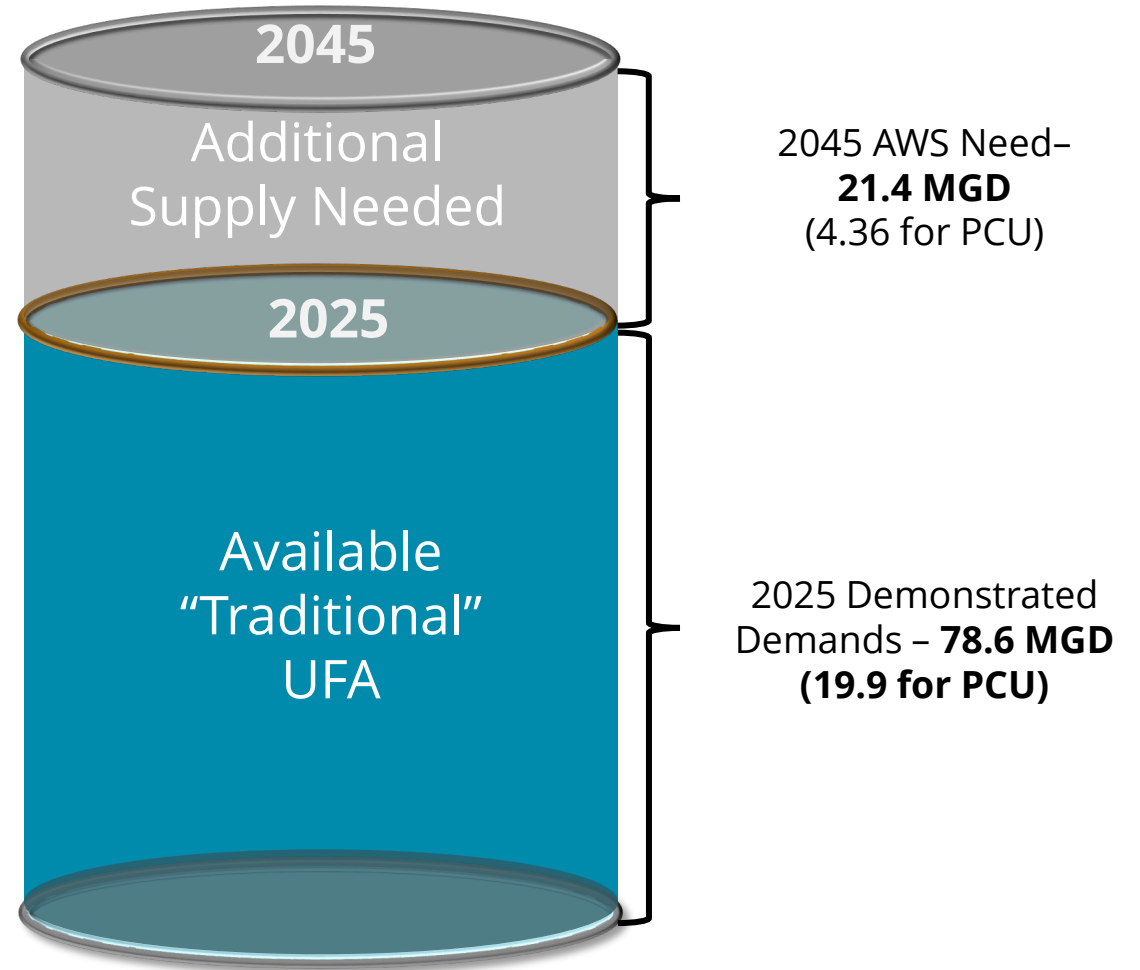 2045
Additional
Supply Needed
2045 AWS Need–
21.4 MGD
(4.36 for PCU)
2025
Available
“Traditional”
UFA
2025 Demonstrated
Demands – 78.6 MGD
(19.9 for PCU)